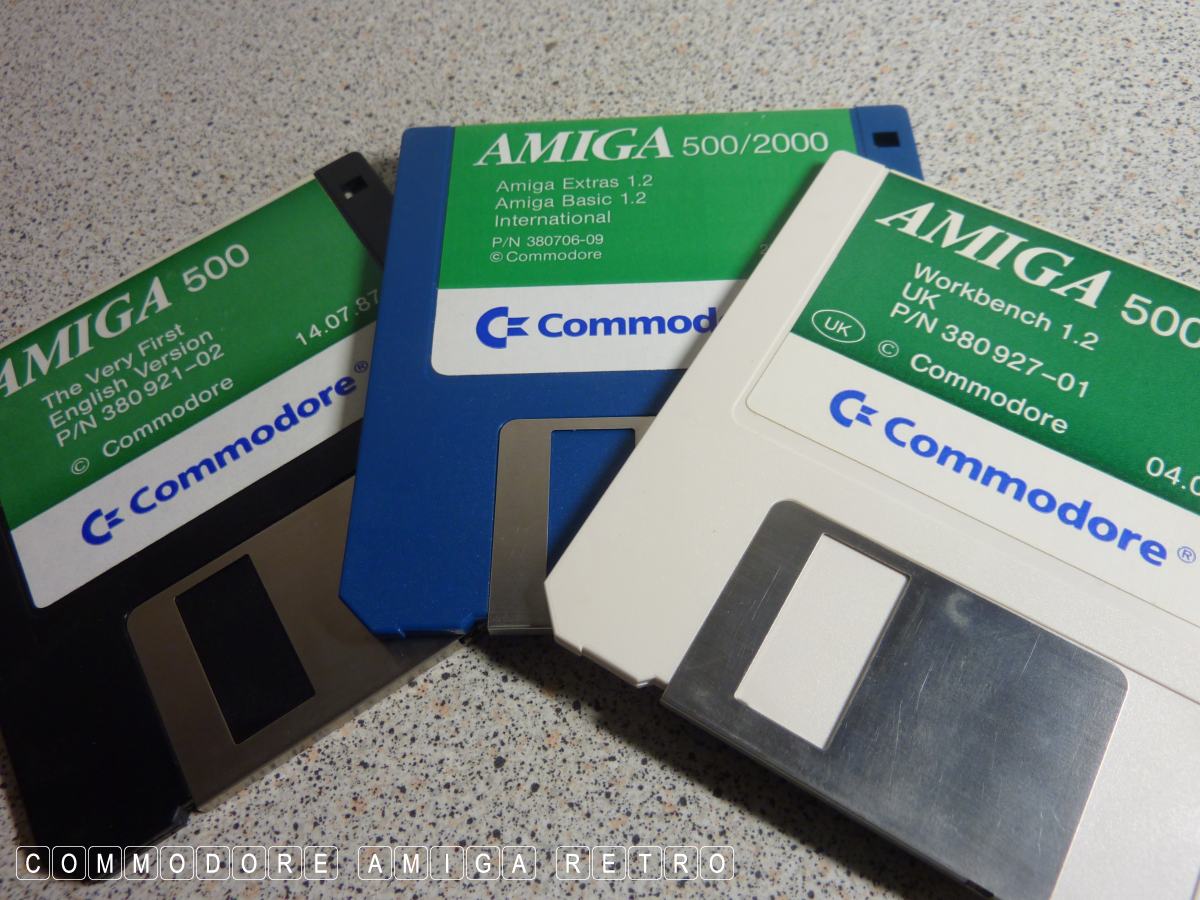 AMIGA 500
The Very First
English Version
P/N 380 921-02
© Commodore
14.07.87
Commodore®
AMIGA 500/2000
Amiga Extras 1.2
Amiga Basic 1.2
International
P/N 380706-09
© Commodore
Commod
AMIGA 500
Workbench 1.2
UK
P/N 380 927-01
UK
© Commodore
04.0
Commodore®
COMMODORE AMIGA RETRO